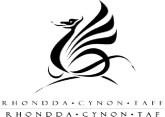 RHONDDA • CYNON • TAFF
RHONDDA • CYNON • TAF